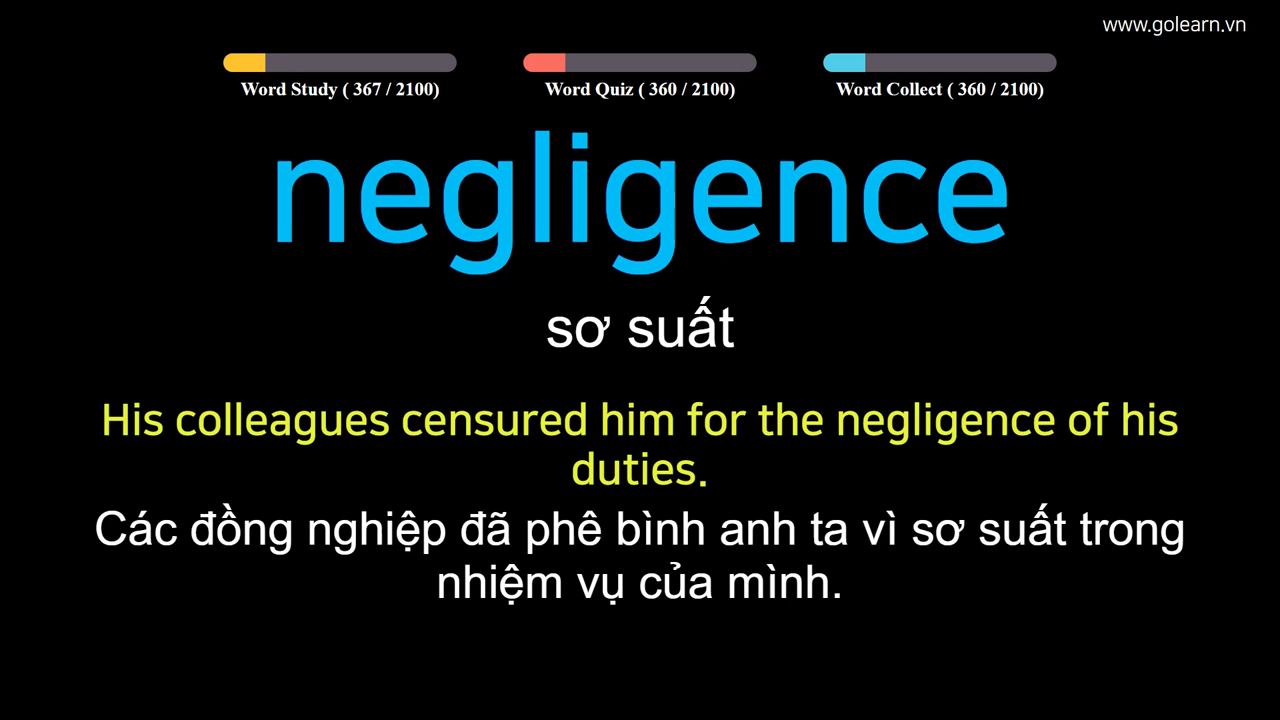 www.golearn.vn
Word Study ( 367 / 2100)
Word Quiz ( 360 / 2100)
Word Collect ( 360 / 2100)
negligence
sơ suất
His colleagues censured him for the negligence of his
duties.
Các đồng nghiệp đã phê bình anh ta vì sơ suất trong
nhiệm vụ của mình.